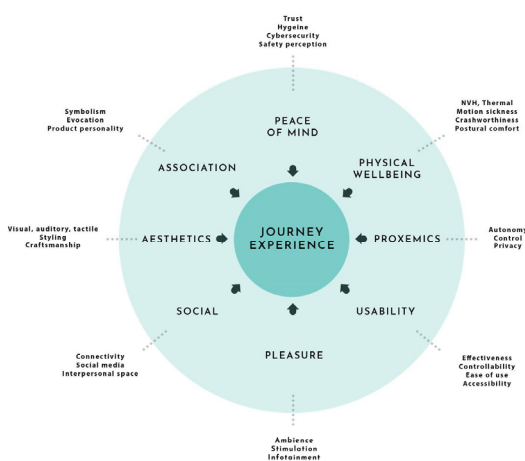 Trust
Hygeine
Cybersecurity
Safety perception
PEACE
OF MIND
NVH, Thermal
Motion sickness
Crashworthiness
Postural comfort
PHYSICAL
WELLBEING
Autonomy
Control
Privacy
PROXEMICS
Effectiveness
Controllability
Ease of use
Accessibility
USABILITY
Ambience
Stimulation
Infotainment
PLEASURE
Connectivity
Social media
Interpersonal space
SOCIAL
Visual, auditory, tactile
Styling
Craftsmanship
AESTHETICS
Symbolism
Evocation
Product personality
ASSOCIATION
JOURNEY
EXPERIENCE